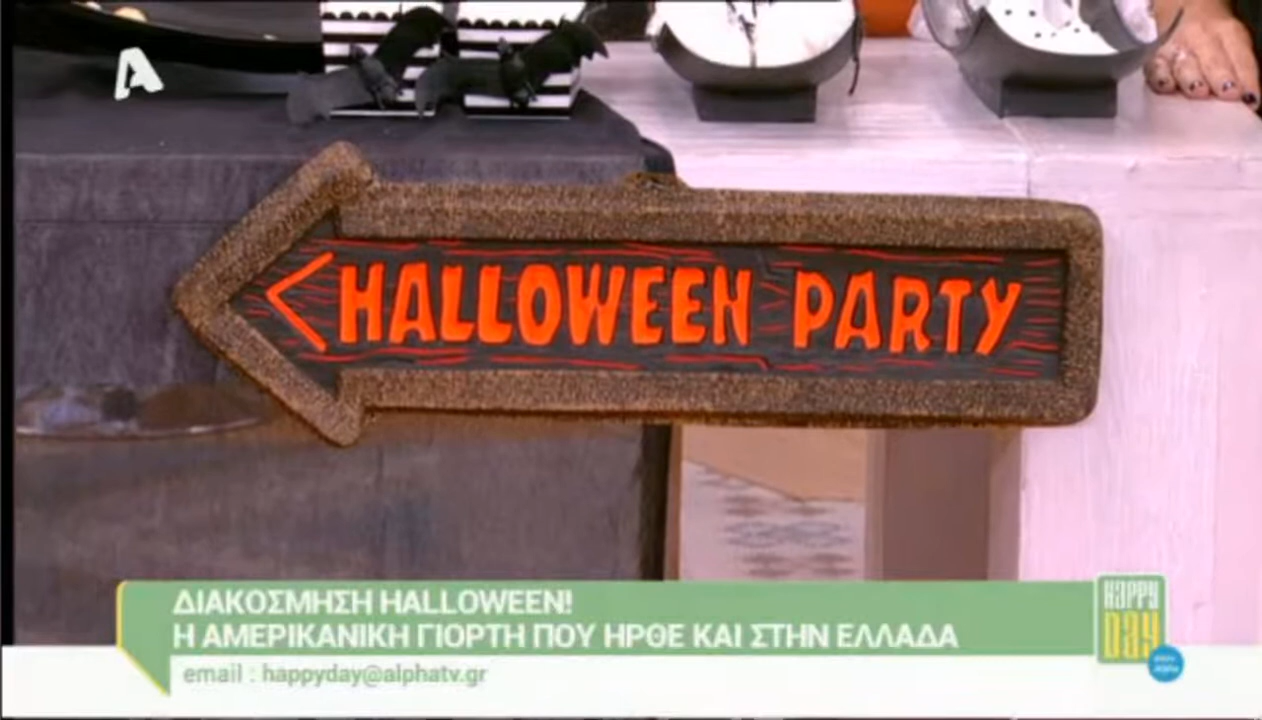 A
<HALLOWEEN PARTY
ΔΙΑΚΟΣΜΗΣΗ HALLOWEEN!
Η ΑΜΕΡΙΚΑΝΙΚΗ ΓΙΟΡΤΗ ΠΟΥ ΗΡΘΕ ΚΑΙ ΣΤΗΝ ΕΛΛΑΔΑ
email : happyday@alphatv.gr
HAPPY
DAY